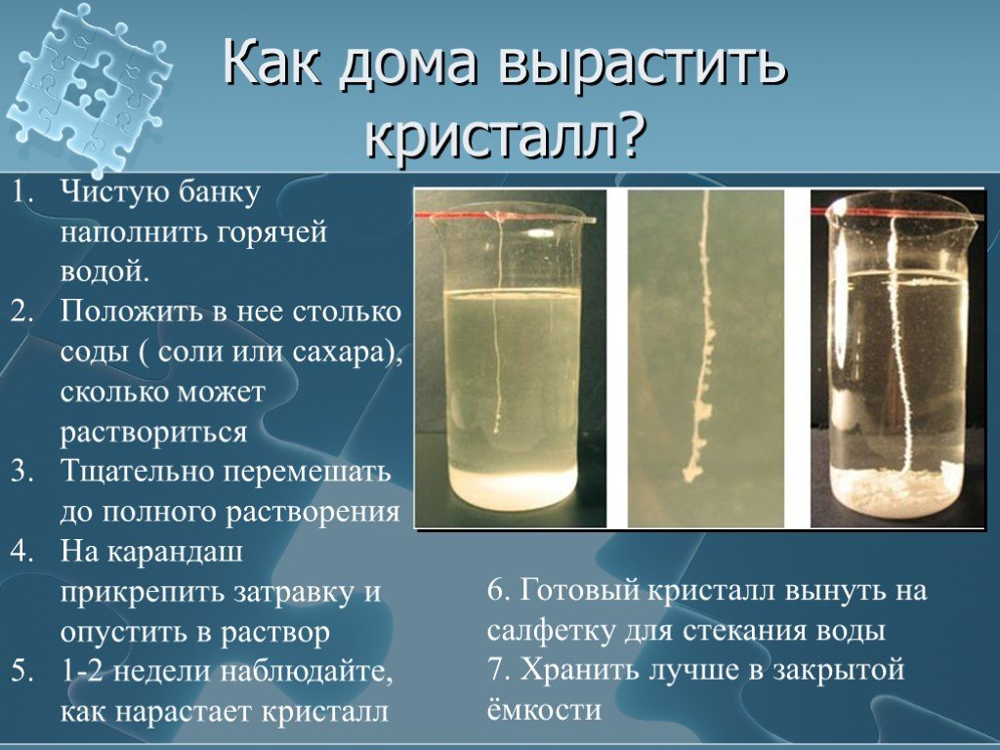 Как дома вырастить
кристалл?
1. Чистую банку
наполнить горячей
водой.
2. Положить в нее столько
соды ( соли или сахара),
сколько может
раствориться
3. Тщательно перемешать
до полного растворения
4. На карандаш
прикрепить затравку и
опустить в раствор
5. 1-2 недели наблюдайте,
как нарастает кристалл
6. Готовый кристалл вынуть на
салфетку для стекания воды
7. Хранить лучше в закрытой
ёмкости